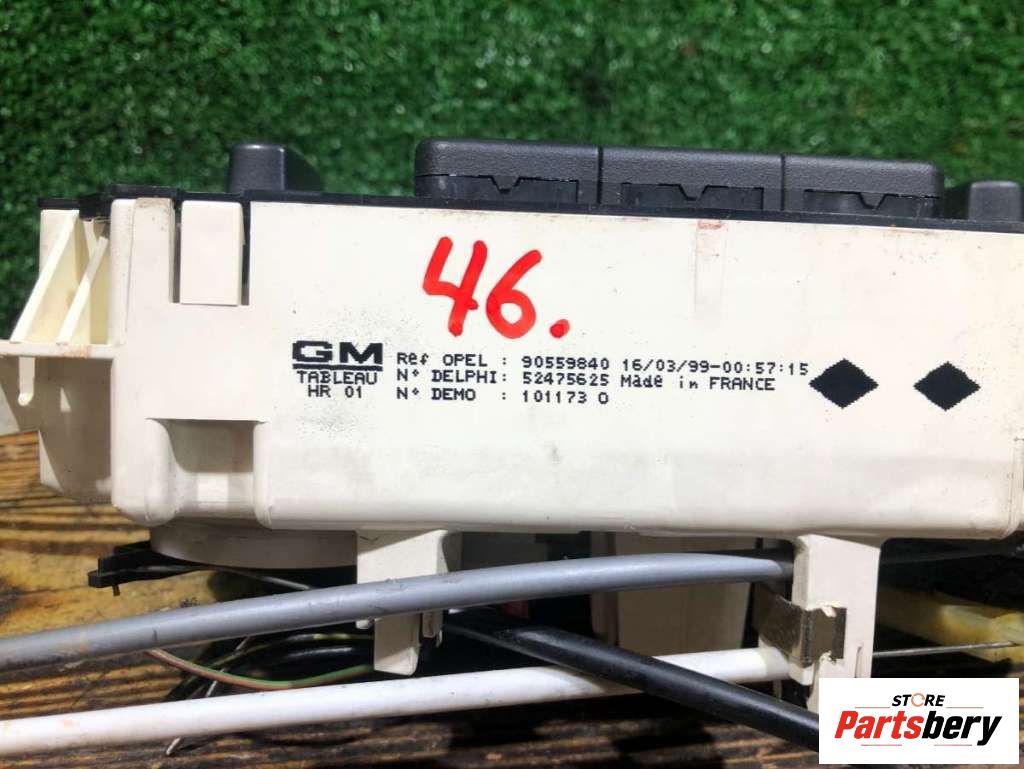 46.
GM
TABLEAU
HR 01
Ref OPEL : 90559840 16/03/99-00:57:15
N° DELPHI: 52475625 Made in FRANCE
N° DEMO : 101173 0
STORE
Partsbery